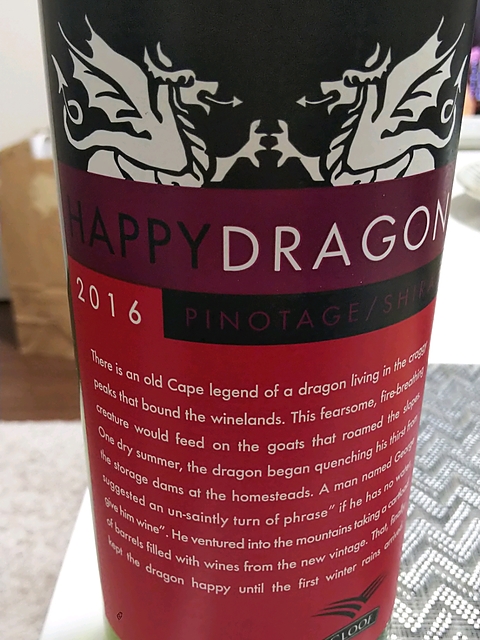 HAPPYDRAGON
2016
PINOTAGE/SHIRA
There is an old Cape legend of a dragon living in the craggy
peaks that bound the winelands. This fearsome, fire-breathing
creature would feed on the goats that roamed the slopes.
One dry summer, the dragon began quenching his thirst from
the storage dams at the homesteads. A man named George
suggested an un-saintly turn of phrase" if he has no water
give him wine". He ventured into the mountains taking a
of barrels filled with wines from the new vintage. That, finally,
kept the dragon happy until the first winter rains
CLOOF